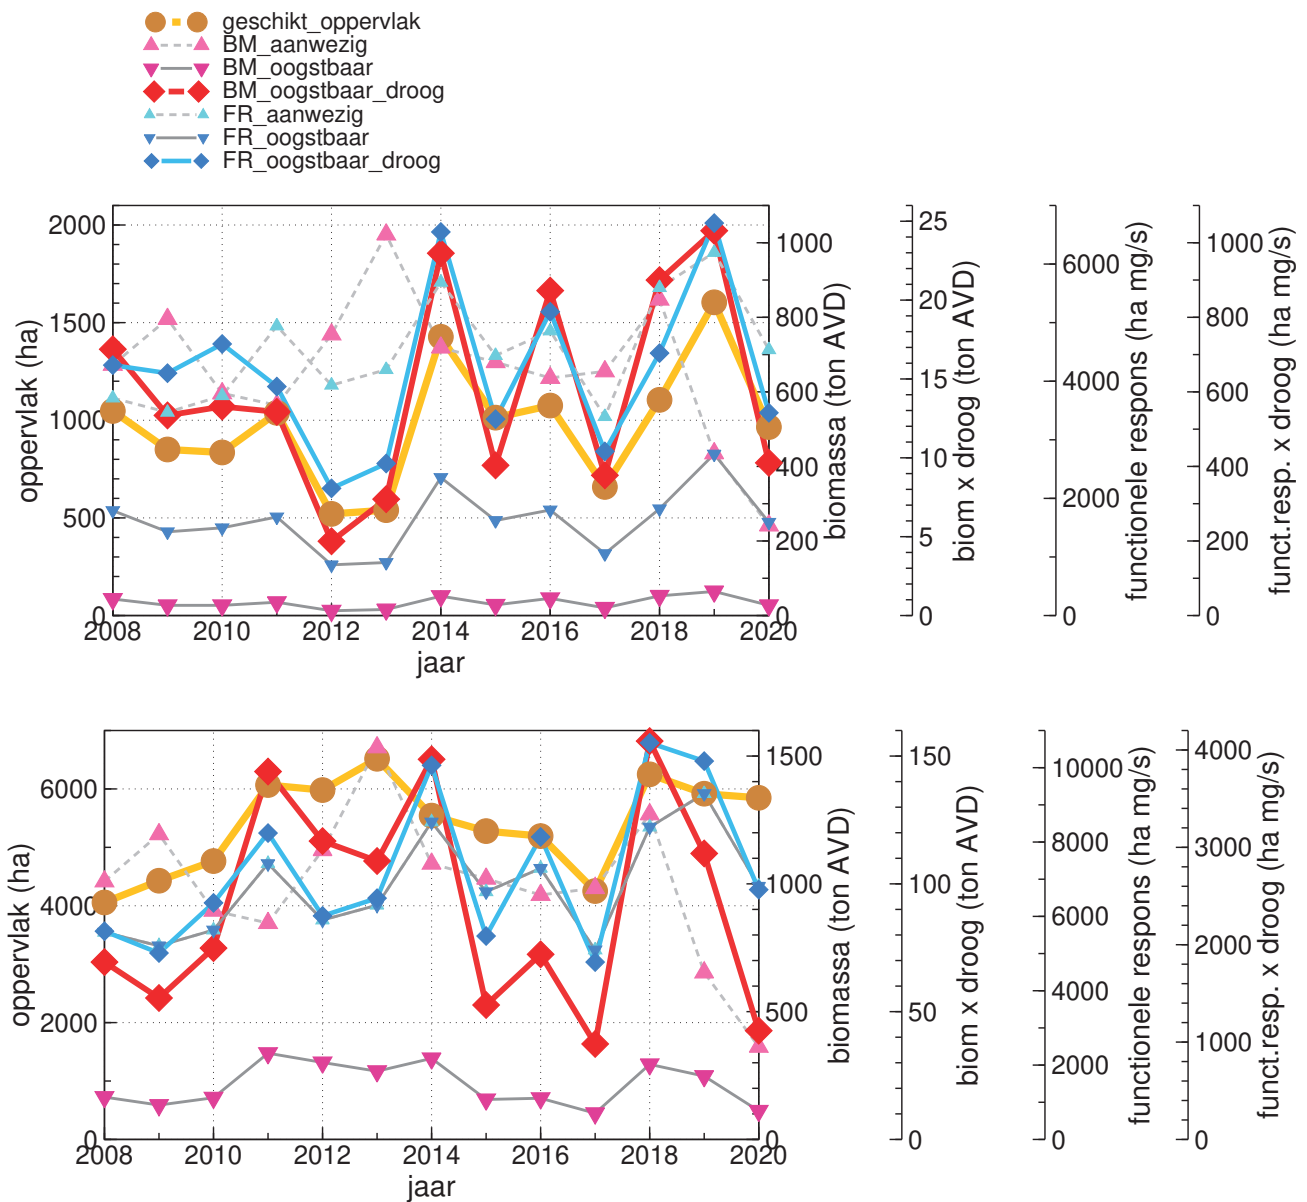 geschikt_oppervlak
BM_aanwezig
BM_oogstbaar
BM_oogstbaar_droog
FR_aanwezig
FR_oogstbaar
FR_oogstbaar_droog
oppervlak (ha)
2000
1500
1000
500
0
2008 2010 2012 2014 2016 2018 2020
jaar
biomassa (ton AVD)
1000
800
600
400
200
0
biom x droog (ton AVD)
25
20
15
10
5
0
functionele respons (ha mg/s)
6000
4000
2000
0
funct.resp. x droog (ha mg/s)
1000
800
600
400
200
0
oppervlak (ha)
6000
4000
2000
0
2008 2010 2012 2014 2016 2018 2020
jaar
biomassa (ton AVD)
1500
1000
500
0
biom x droog (ton AVD)
150
100
50
0
functionele respons (ha mg/s)
10000
8000
6000
4000
2000
0
funct.resp. x droog (ha mg/s)
4000
3000
2000
1000
0